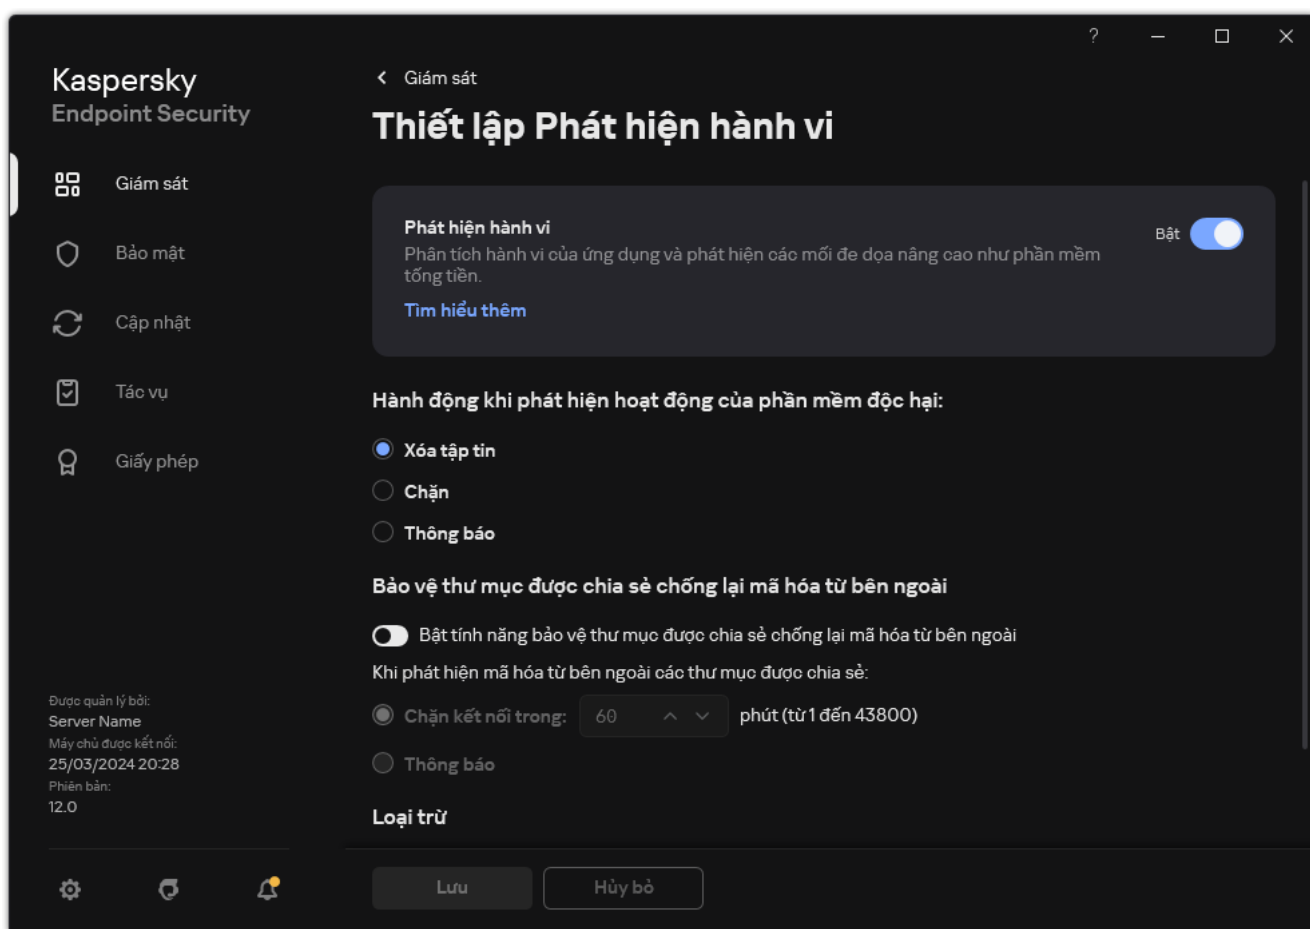 ?
Kaspersky
Endpoint Security
Giám sát
Bảo mật
Cập nhật
Tác vụ
Giấy phép
Được quản lý bởi:
Server Name
Máy chủ được kết nối:
25/03/2024 20:28
Phiên bản:
12.0
Giám sát
Thiết lập Phát hiện hành vi
Phát hiện hành vi
Bật
Phân tích hành vi của ứng dụng và phát hiện các mối đe dọa nâng cao như phần mềm
tống tiền.
Tìm hiểu thêm
Hành động khi phát hiện hoạt động của phần mềm độc hại:
Xóa tập tin
Chặn
Thông báo
Bảo vệ thư mục được chia sẻ chống lại mã hóa từ bên ngoài
Bật tính năng bảo vệ thư mục được chia sẻ chống lại mã hóa từ bên ngoài
Khi phát hiện mã hóa từ bên ngoài các thư mục được chia sẻ:
Chặn kết nối trong: 60 phút (từ 1 đến 43800)
Thông báo
Loại trừ
Lưu
Hủy bỏ